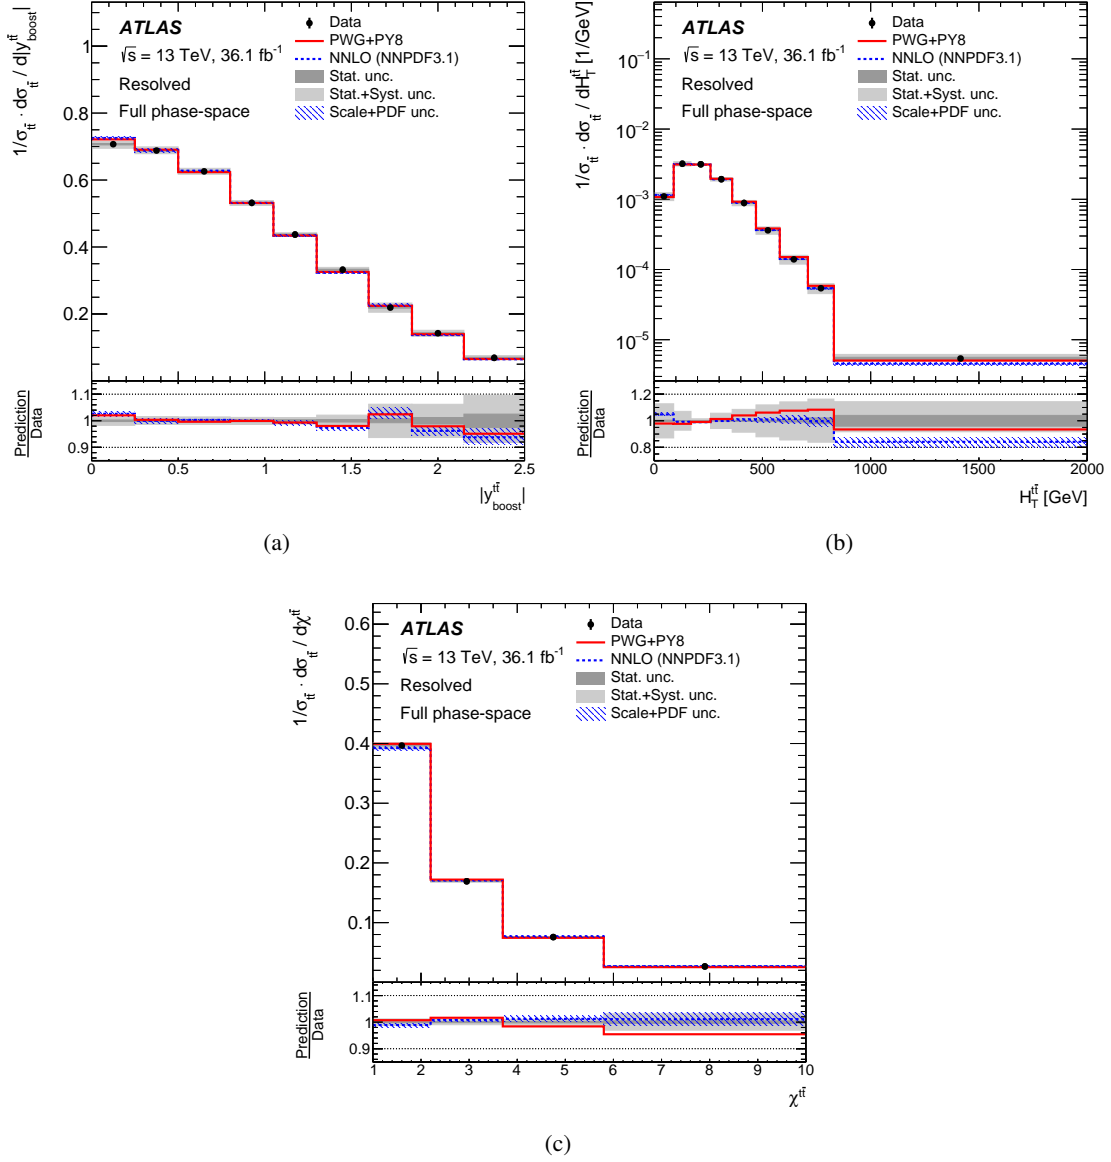 1/σ_tt̄ · dσ_tt̄ / d|y^tt̄_boost|
ATLAS
√s = 13 TeV, 36.1 fb⁻¹
Resolved
Full phase-space
Data
PWG+PY8
NNLO (NNPDF3.1)
Stat. unc.
Stat.+Syst. unc.
Scale+PDF unc.
1
0.8
0.6
0.4
0.2
Prediction
Data
1.1
1
0.9
0 0.5 1 1.5 2 2.5
|y^tt̄_boost|
(a)
1/σ_tt̄ · dσ_tt̄ / dH_T^tt̄ [1/GeV]
ATLAS
√s = 13 TeV, 36.1 fb⁻¹
Resolved
Full phase-space
Data
PWG+PY8
NNLO (NNPDF3.1)
Stat. unc.
Stat.+Syst. unc.
Scale+PDF unc.
10⁻¹
10⁻²
10⁻³
10⁻⁴
10⁻⁵
Prediction
Data
1.2
1
0.8
0 500 1000 1500 2000
H_T^tt̄ [GeV]
(b)
1/σ_tt̄ · dσ_tt̄ / dχ^tt̄
ATLAS
√s = 13 TeV, 36.1 fb⁻¹
Resolved
Full phase-space
Data
PWG+PY8
NNLO (NNPDF3.1)
Stat. unc.
Stat.+Syst. unc.
Scale+PDF unc.
0.6
0.5
0.4
0.3
0.2
0.1
Prediction
Data
1.1
1
0.9
1 2 3 4 5 6 7 8 9 10
χ^tt̄
(c)